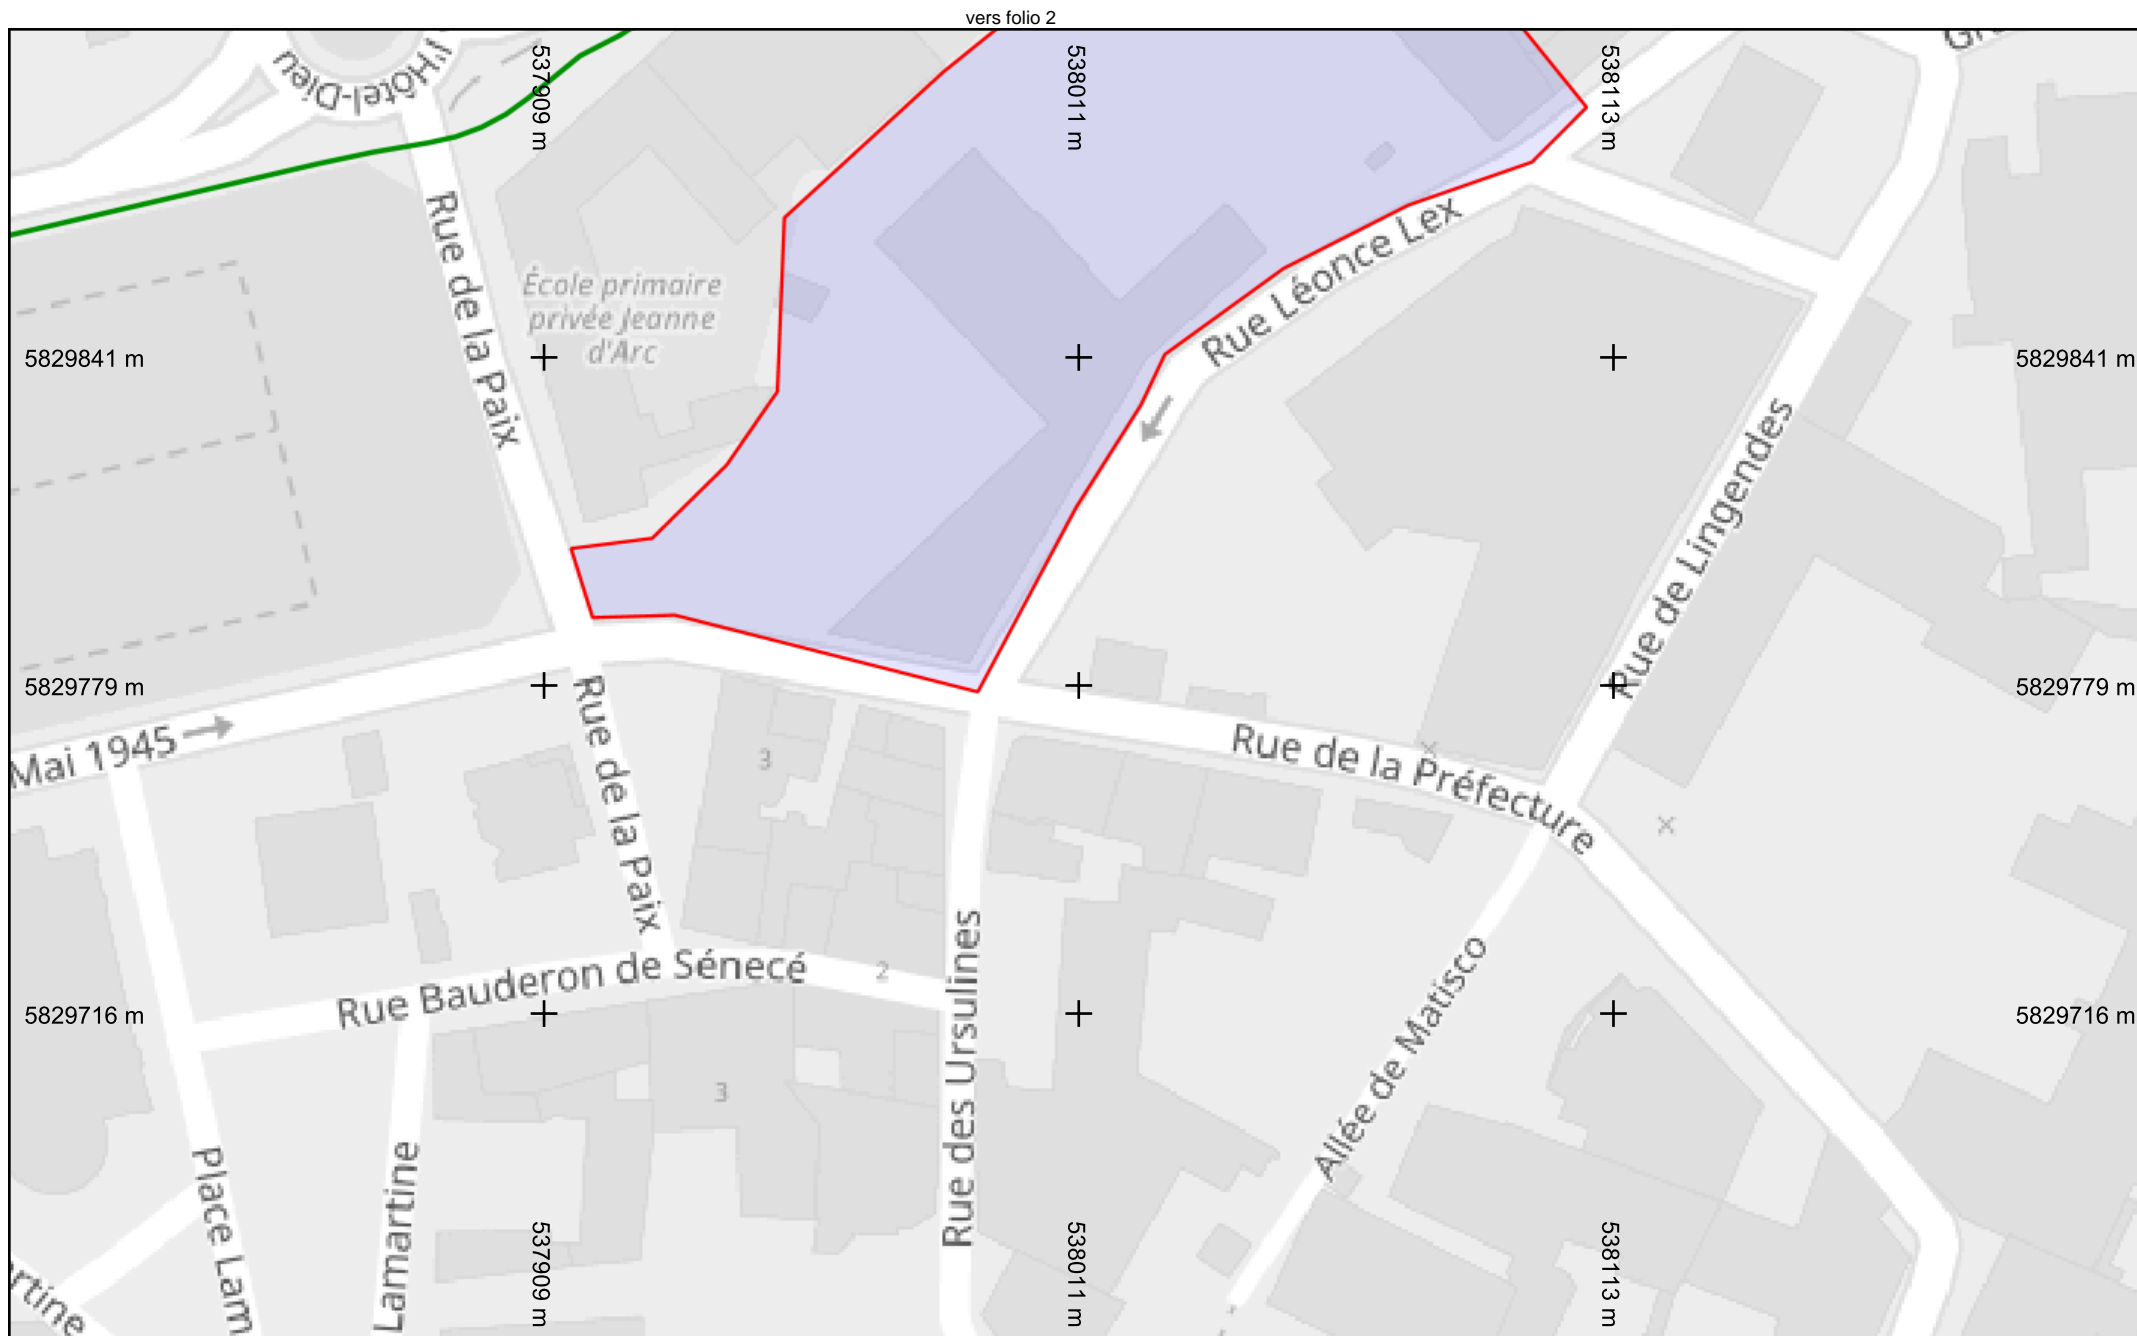 vers folio 2
l'Hôtel-Dieu
537909 m
538011 m
538113 m
Rue de la Paix
École primaire
privée Jeanne
d'Arc
Rue Léonce Lex
5829841 m
5829841 m
Rue de Lingendes
5829779 m
5829779 m
Mai 1945
Rue de la Paix
3
Rue de la Préfecture
Rue Bauderon de Sénecé
2
Rue des Ursulines
Allée de Matisco
5829716 m
5829716 m
3
Place Lam
Lamartine
rtine
537909 m
538011 m
538113 m